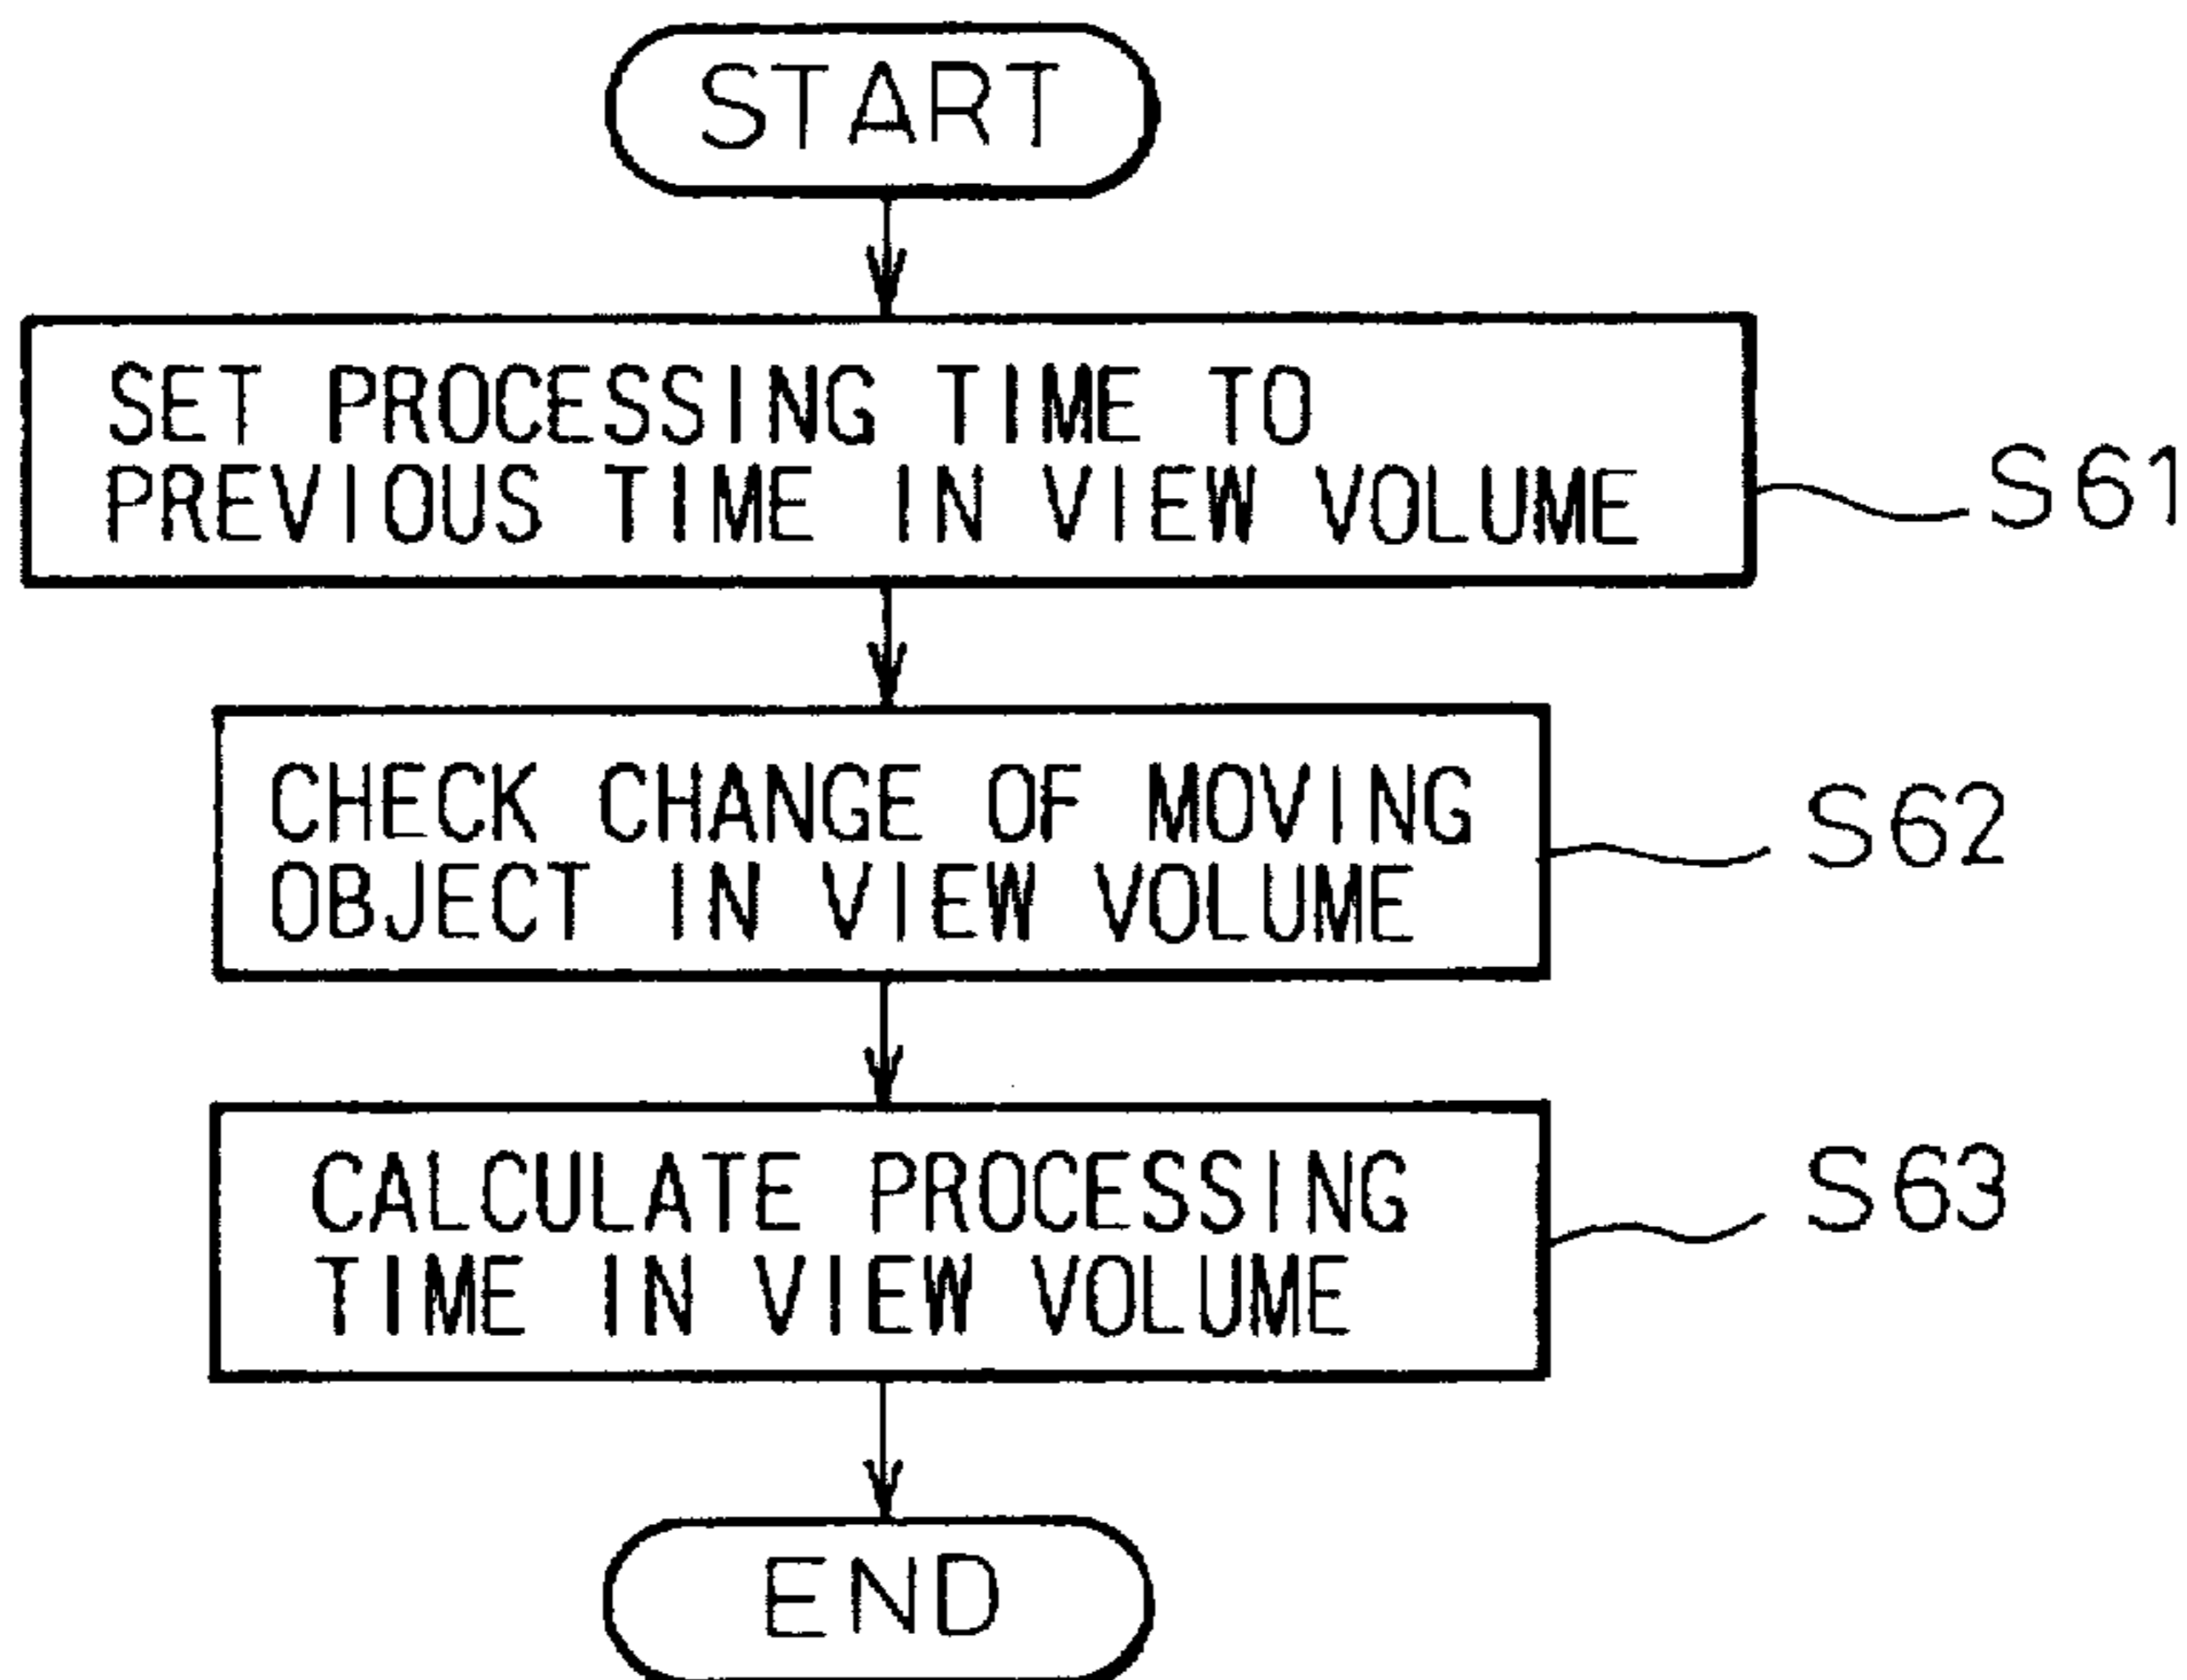 START
SET PROCESSING TIME TO
PREVIOUS TIME IN VIEW VOLUME
S61
CHECK CHANGE OF MOVING
OBJECT IN VIEW VOLUME
S62
CALCULATE PROCESSING
TIME IN VIEW VOLUME
S63
END